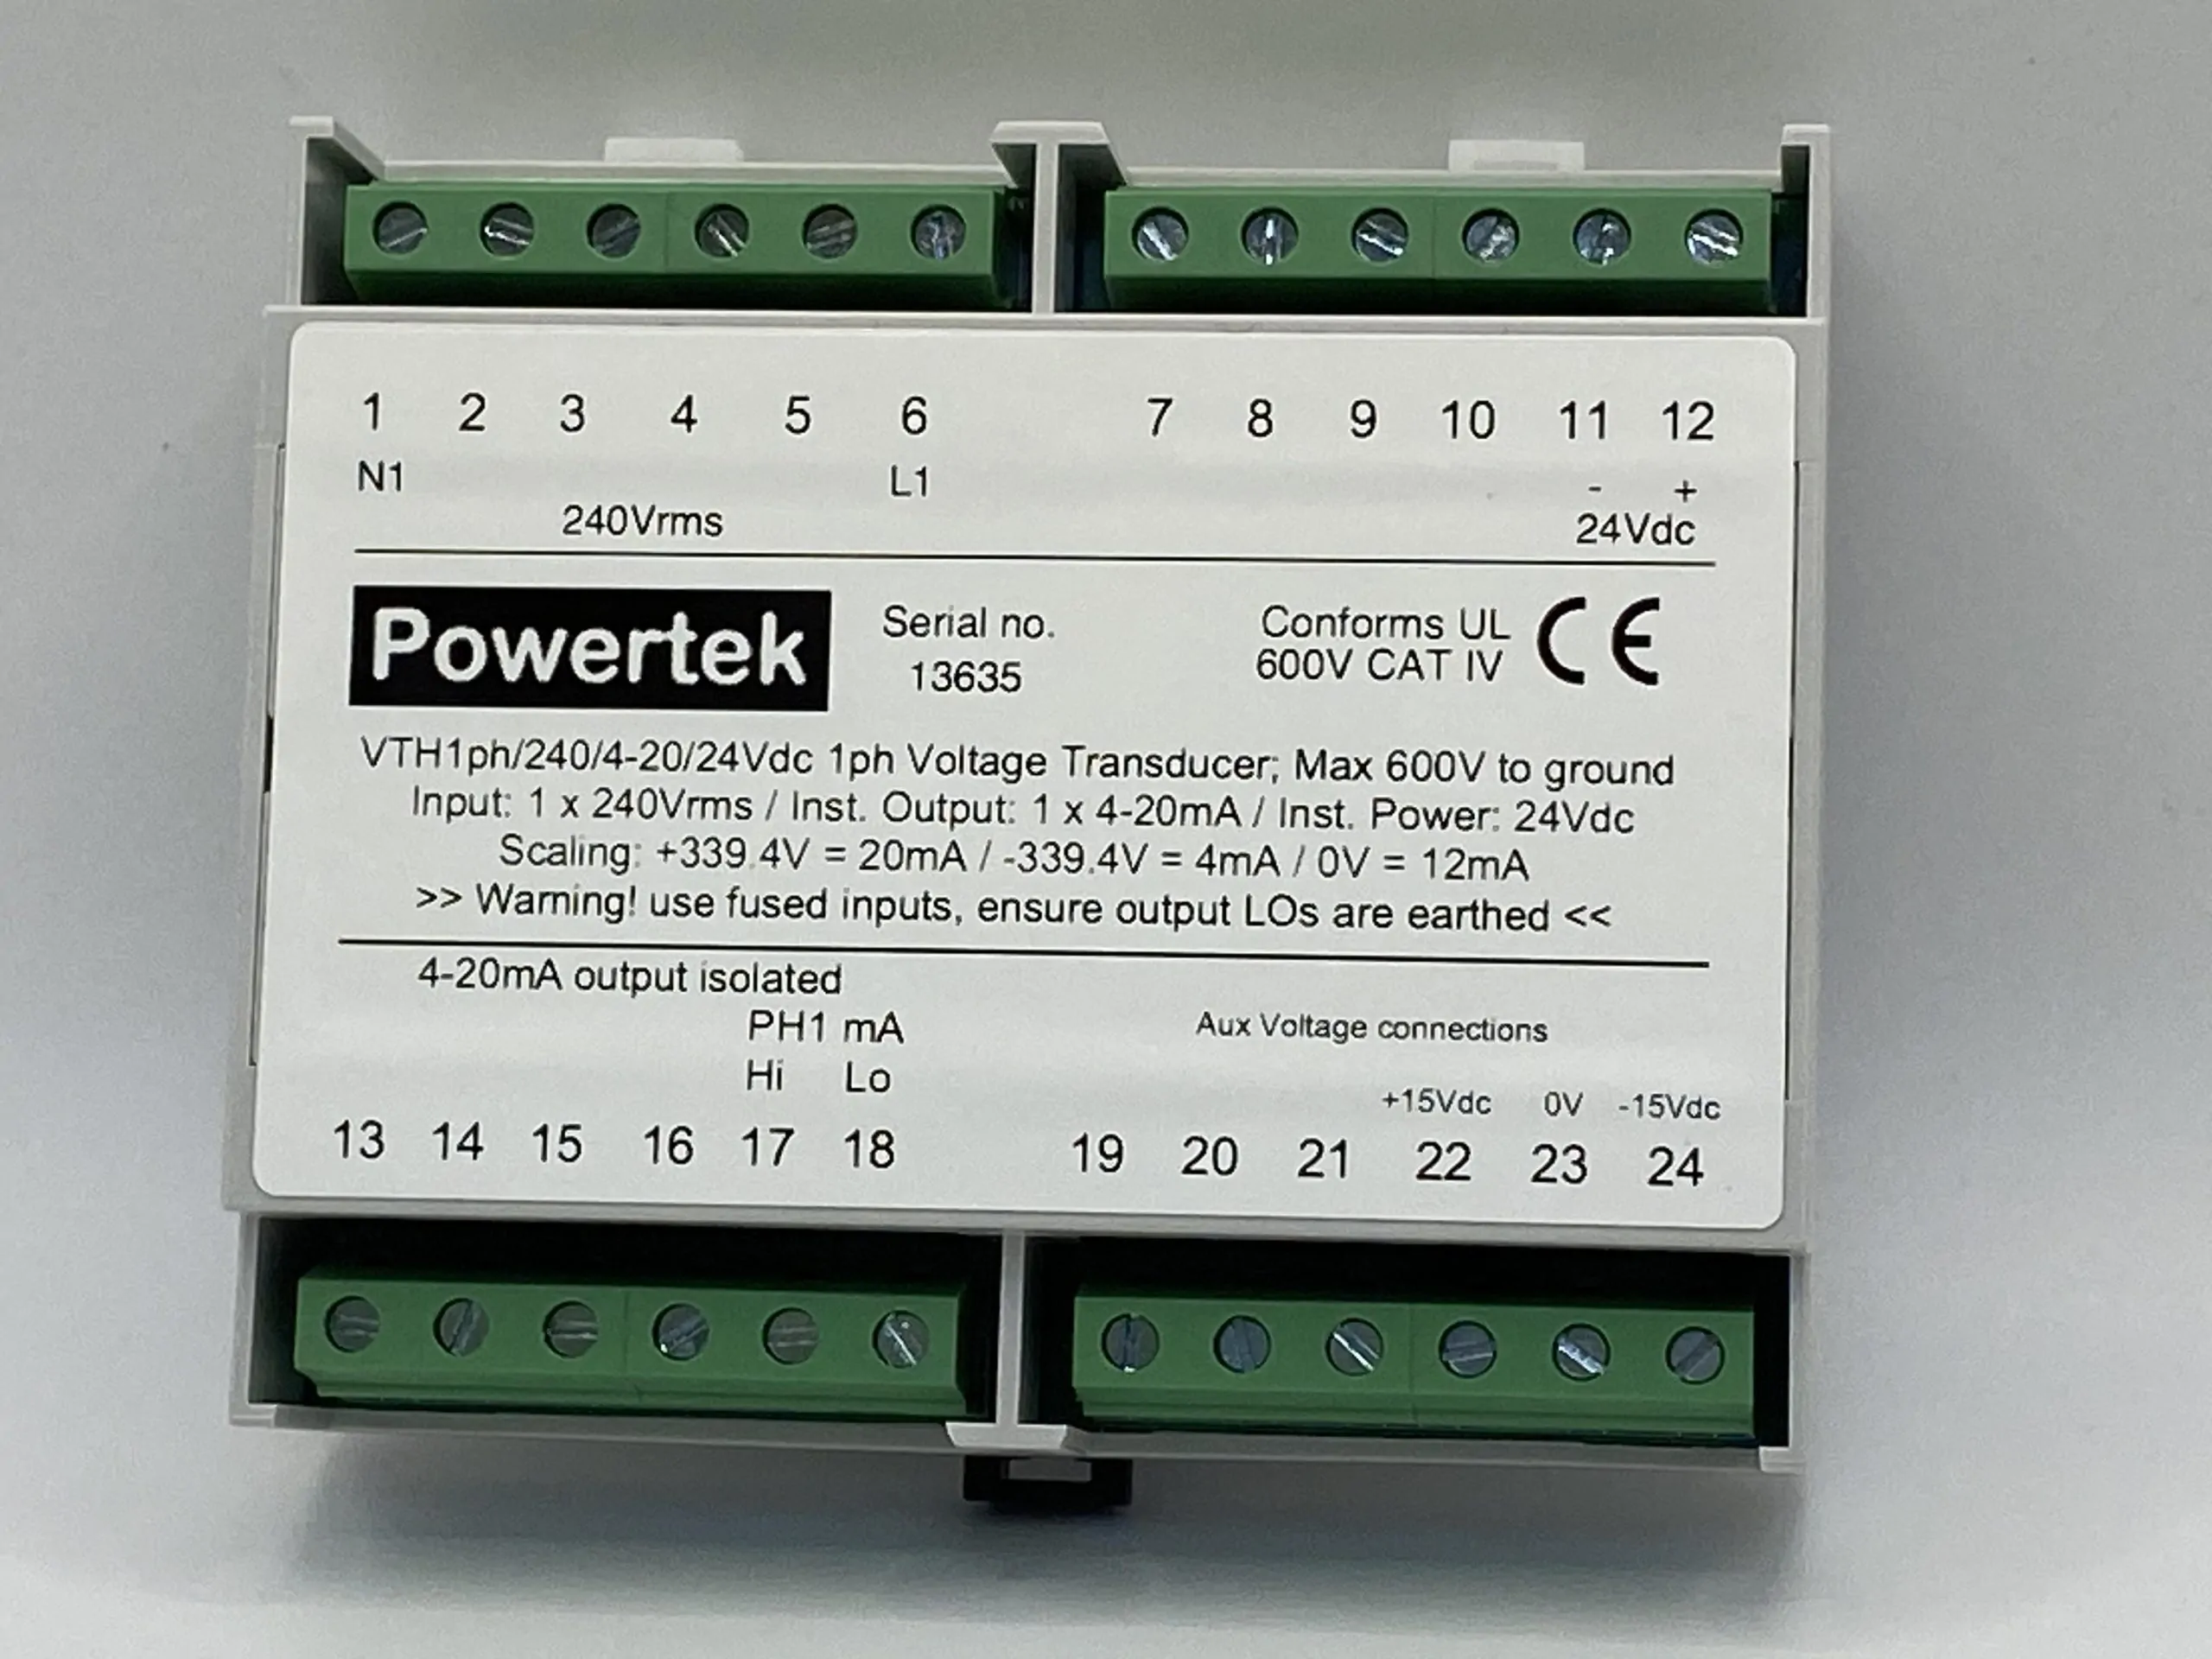 1 2 3 4 5 6 7 8 9 10 11 12
N1 L1 - +
240Vrms 24Vdc
Powertek
Serial no.
13635
Conforms UL
600V CAT IV
CE
VTH1ph/240/4-20/24Vdc 1ph Voltage Transducer; Max 600V to ground
Input: 1 x 240Vrms / Inst. Output: 1 x 4-20mA / Inst. Power: 24Vdc
Scaling: +339.4V = 20mA / -339.4V = 4mA / 0V = 12mA
>> Warning! use fused inputs, ensure output LOs are earthed <<
4-20mA output isolated
PH1 mA
Hi Lo
Aux Voltage connections
+15Vdc 0V -15Vdc
13 14 15 16 17 18 19 20 21 22 23 24